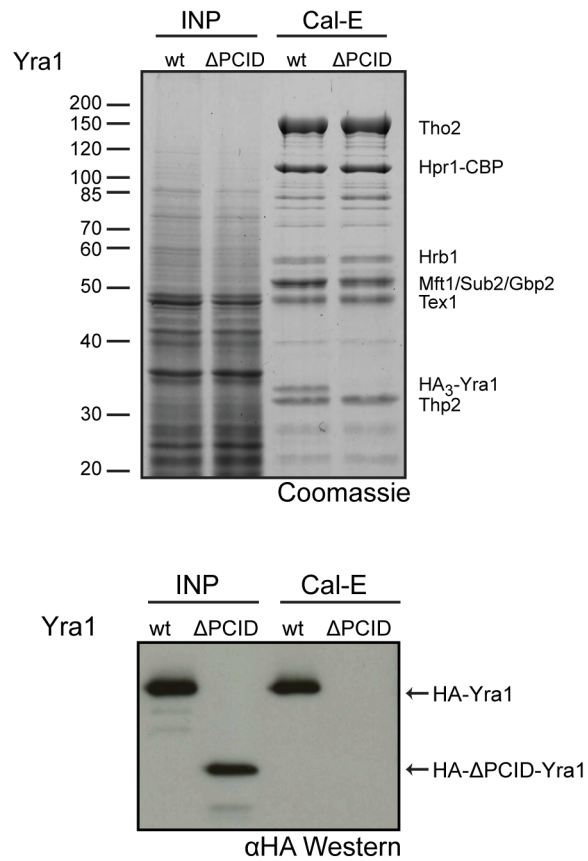 INP Cal-E
Yra1 wt ΔPCID wt ΔPCID
200
150
120
100
85
70
60
50
40
30
20
Tho2
Hpr1-CBP
Hrb1
Mft1/Sub2/Gbp2
Tex1
HA3-Yra1
Thp2
Coomassie
INP Cal-E
Yra1 wt ΔPCID wt ΔPCID
←HA-Yra1
←HA-ΔPCID-Yra1
αHA Western